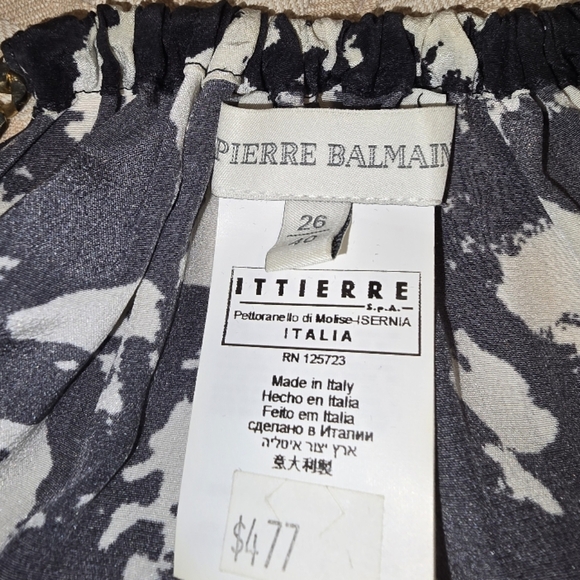 PIERRE BALMAIN
26
40
ITTIERRE
S.p.A.
Pettoranello di Molise-ISERNIA
ITALIA
RN 125723
Made in Italy
Hecho en Italia
Feito em Italia
сделано в Италии
ארץ יצור איטליה
意大利製
$477